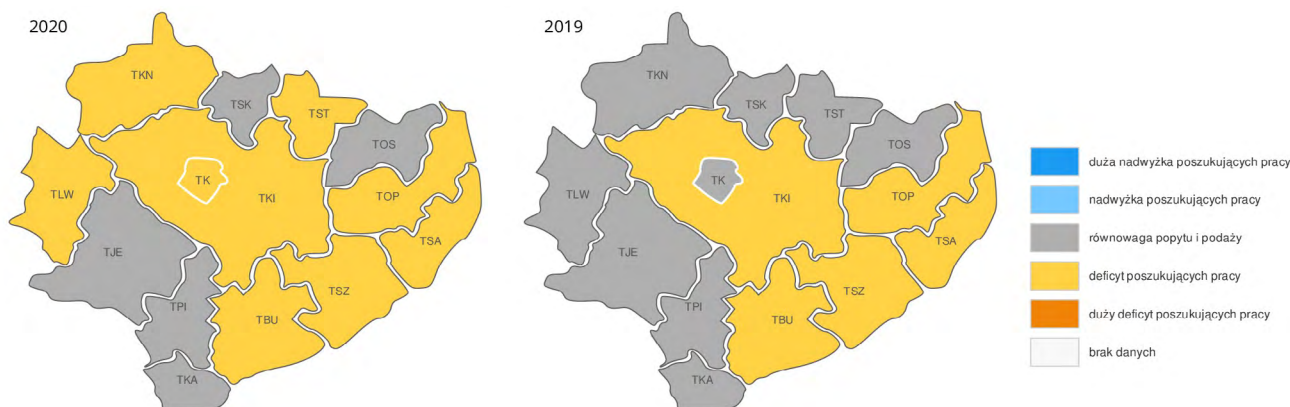 2020
TKN
TSK
TST
TOS
TLW
TK
TKI
TOP
TJE
TSA
TSZ
TPI
TBU
TKA
2019
TKN
TSK
TST
TOS
TLW
TK
TKI
TOP
TJE
TSA
TSZ
TPI
TBU
TKA
duża nadwyżka poszukujących pracy
nadwyżka poszukujących pracy
równowaga popytu i podaży
deficyt poszukujących pracy
duży deficyt poszukujących pracy
brak danych